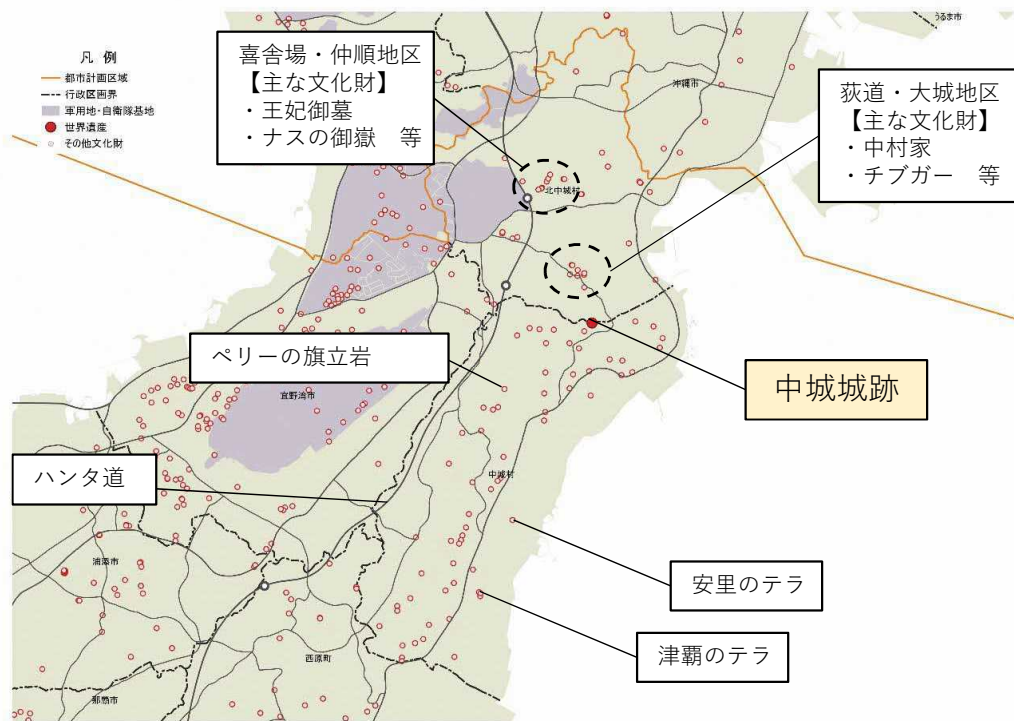 凡 例
都市計画区域
行政区画界
軍用地・自衛隊基地
世界遺産
その他文化財
喜舎場・仲順地区
【主な文化財】
・王妃御墓
・ナスの御嶽 等
うるま市
沖縄市
荻道・大城地区
【主な文化財】
・中村家
・チブガー 等
北中城村
ペリーの旗立岩
中城城跡
宜野湾市
ハンタ道
中城村
浦添市
安里のテラ
津覇のテラ
西原町
那覇市